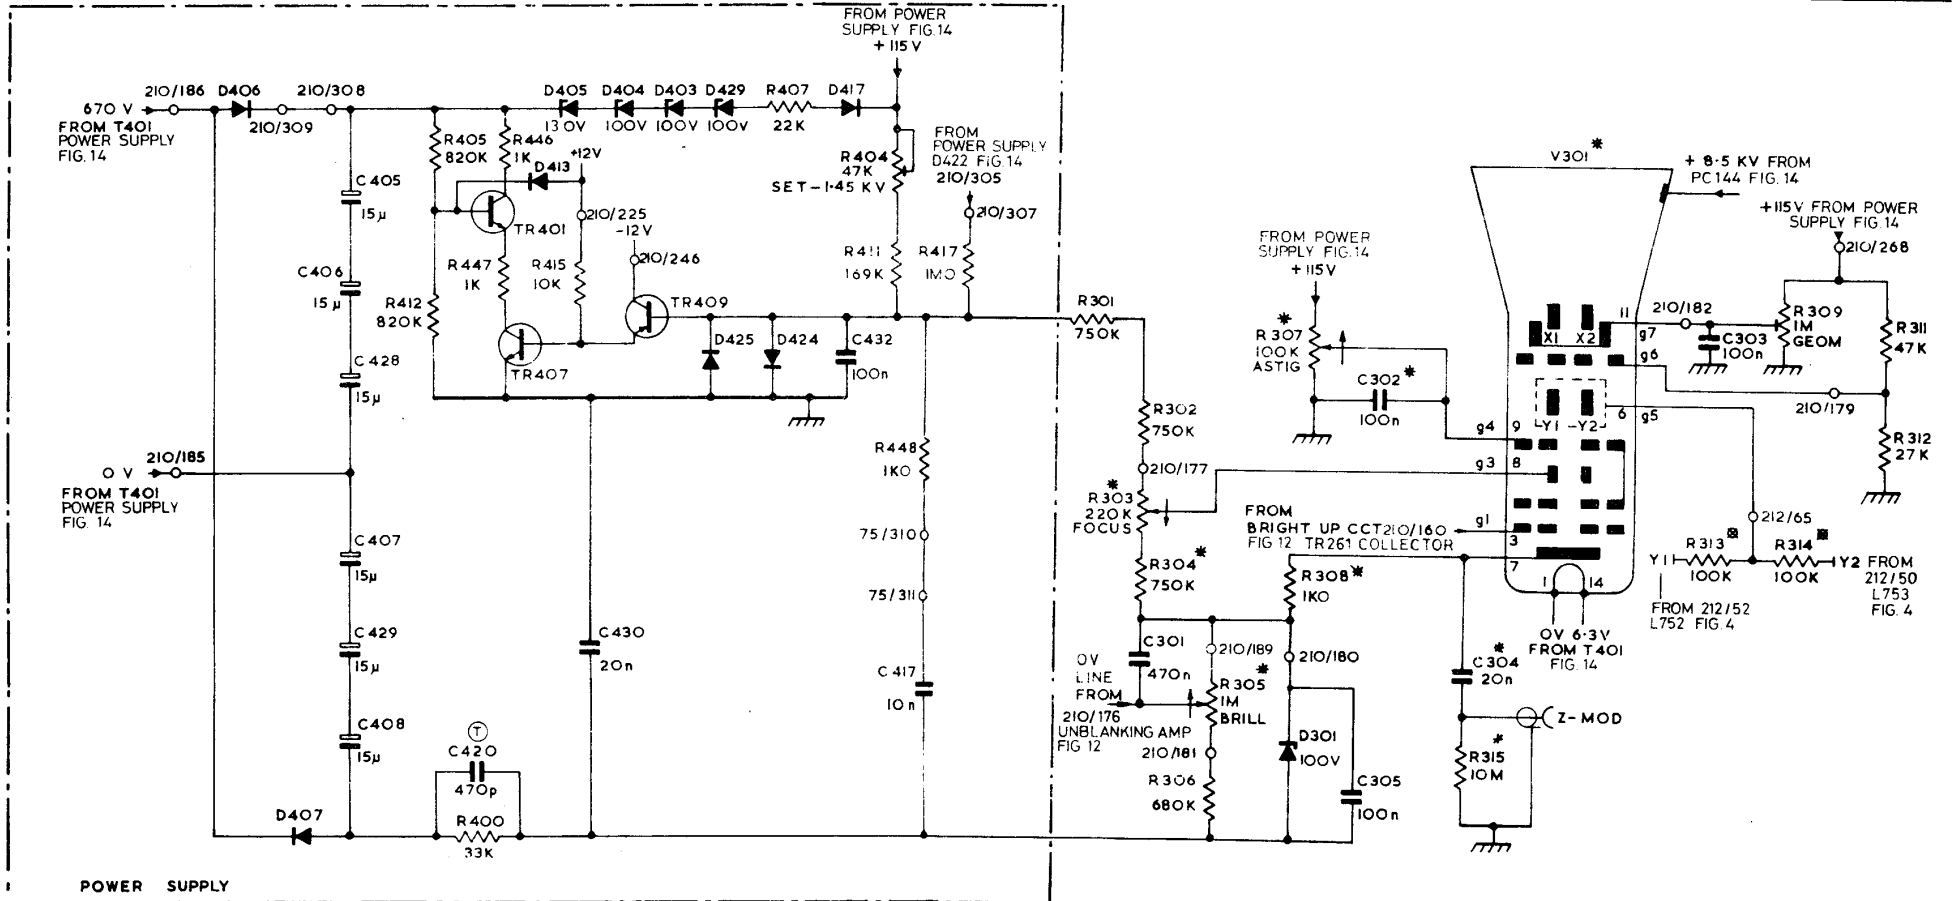 FROM POWER
SUPPLY FIG.14
+115V
210/186
D406
210/308
D405
D404
D403
D429
R407
D417
670 V
FROM T401
POWER SUPPLY
FIG. 14
210/309
130V
100V
100V
100V
22K
R405
820K
R446
1K
+12V
D413
R404
47K
SET-1·45 KV
FROM
POWER SUPPLY
D422 FIG.14
210/305
C405
15µ
TR401
210/225
-12V
210/307
V301*
+ 8·5 KV FROM
PC144 FIG. 14
+115V FROM POWER
SUPPLY FIG.14
210/268
C406
15µ
R447
1K
R415
10K
210/246
R411
169K
R417
1M0
FROM POWER
SUPPLY FIG.14
+115V
R412
820K
TR409
R301
750K
*
R307
100K
ASTIG
X1
X2
11
g7
210/182
R309
1M
GEOM
R311
47K
C303
100n
g6
C428
15µ
TR407
D425
D424
C432
100n
C302*
100n
210/179
R302
750K
Y1
Y2
6
g5
R448
1K0
g4
9
R312
27K
0 V
210/185
FROM T401
POWER SUPPLY
FIG. 14
210/177
g3
8
*
R303
220K
FOCUS
FROM
BRIGHT UP CCT210/160
FIG 12 TR261 COLLECTOR
g1
3
212/65
75/310
C407
15µ
R304*
750K
R308*
1K0
7
Y1
R313
100K
R314
100K
Y2 FROM
212/50
L753
FIG. 4
75/311
1
14
FROM 212/52
L752 FIG.4
C429
15µ
C430
20n
C417
10n
0V
LINE
FROM
210/176
UNBLANKING AMP
FIG 12
C301
470n
210/189
*
R305
1M
BRILL
210/180
0V 6·3V
FROM T401
FIG.14
*
C304
20n
C408
15µ
T
C420
470p
210/181
D301
100V
Z-MOD
*
R315
10M
R306
680K
C305
100n
D407
R400
33K
POWER SUPPLY